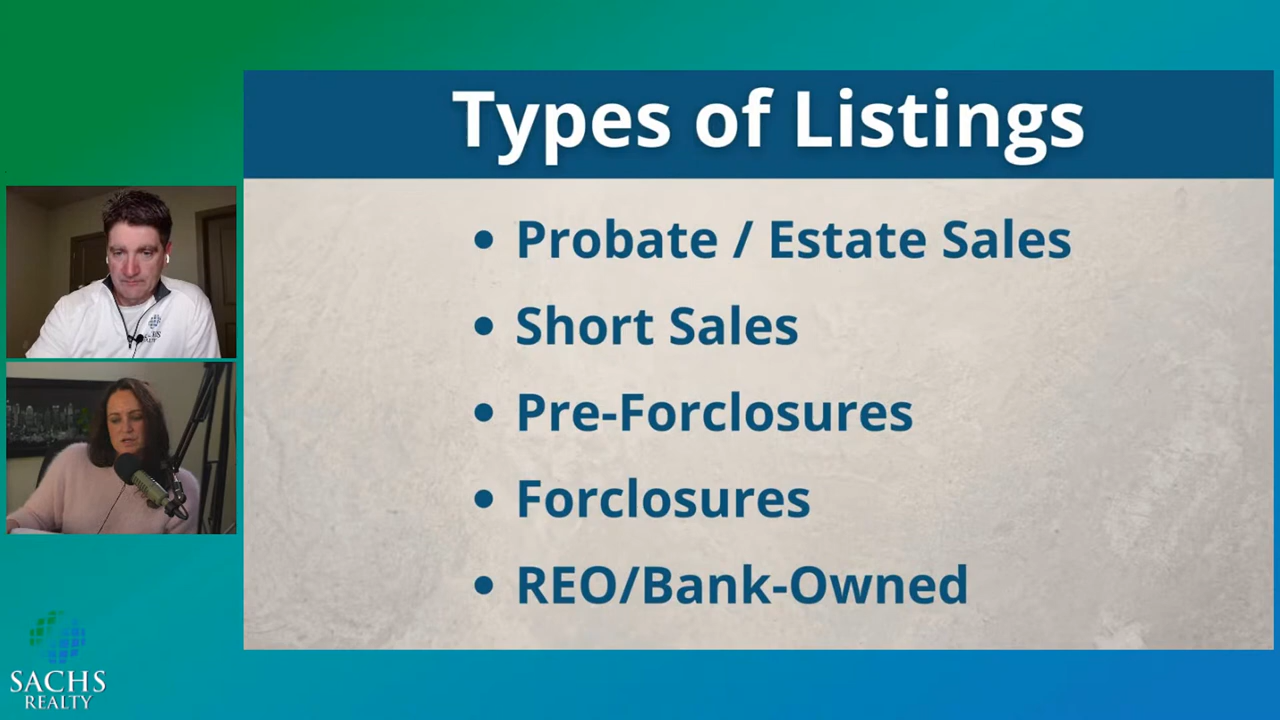 Types of Listings
• Probate / Estate Sales
• Short Sales
• Pre-Forclosures
• Forclosures
• REO/Bank-Owned
SACHS
REALTY